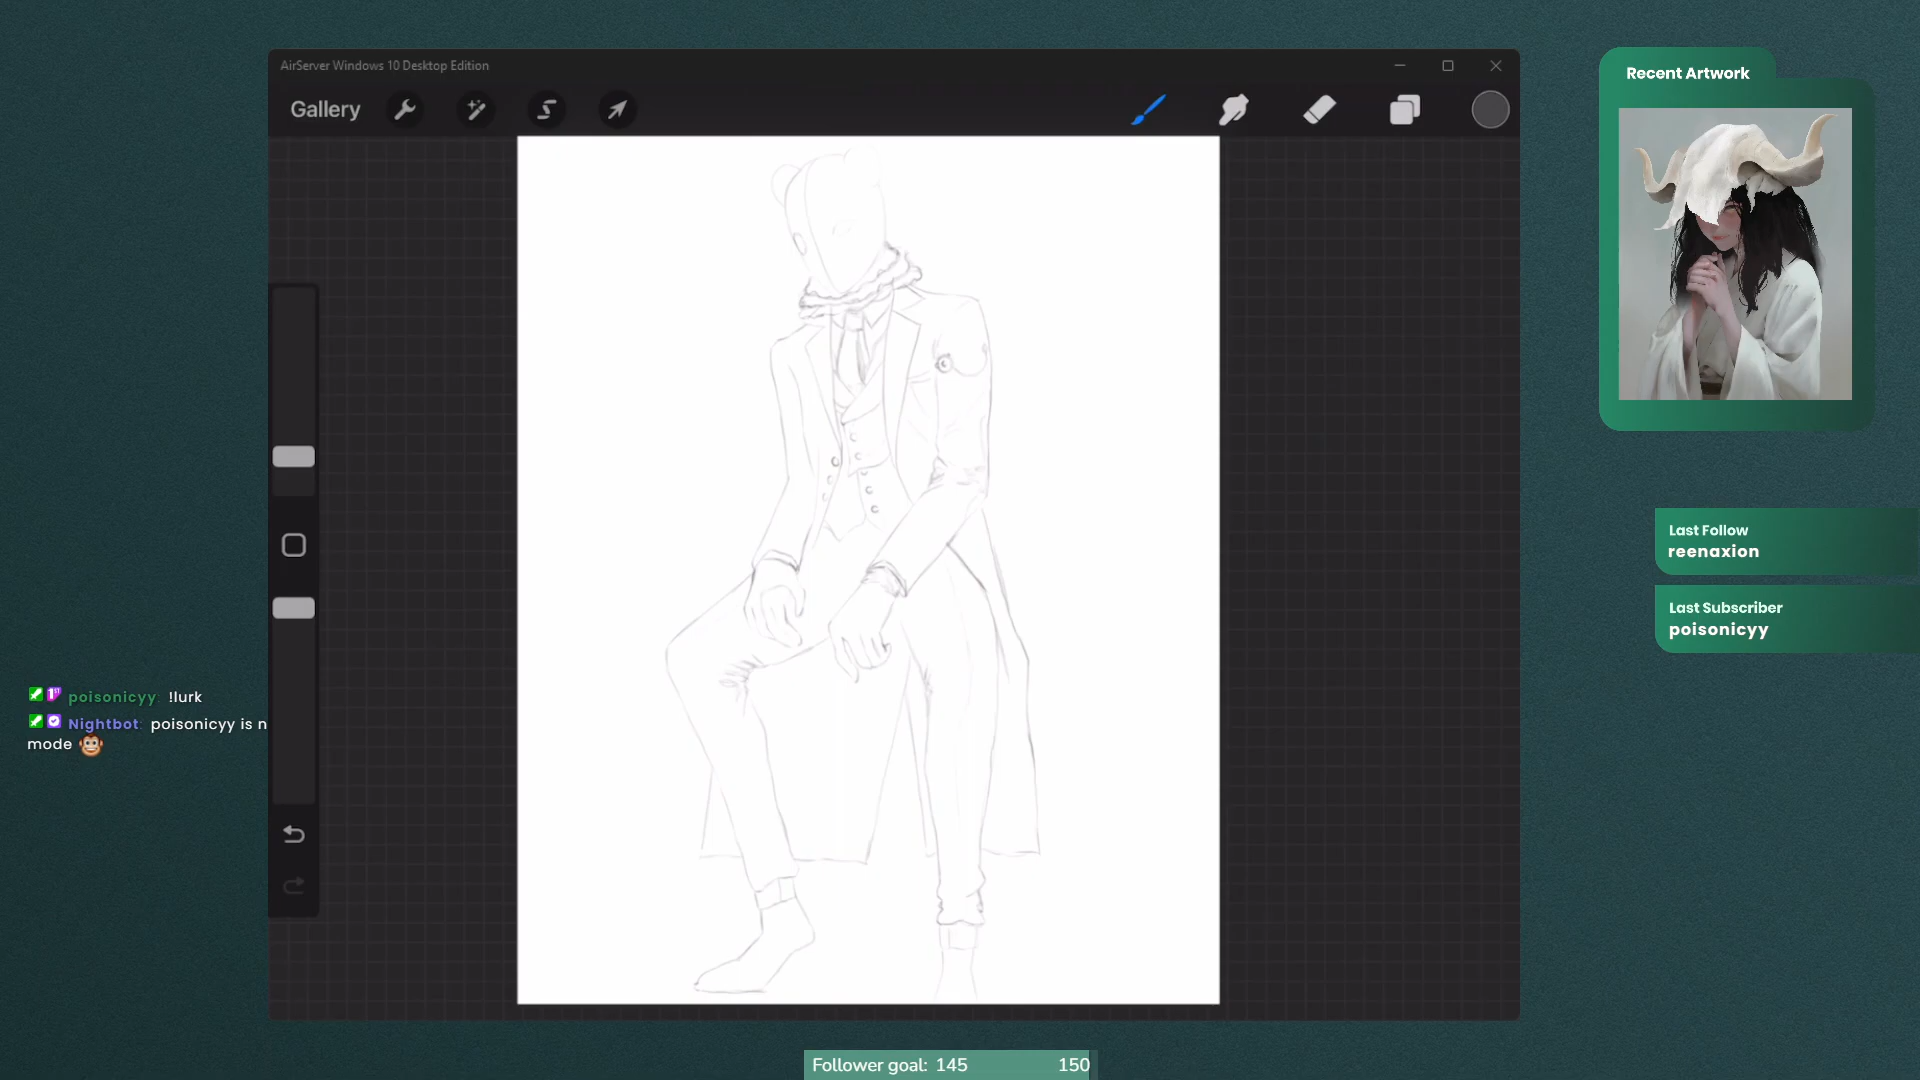 AirServer Windows 10 Desktop Edition
Gallery
Recent Artwork
Last Follow
reenaxion
Last Subscriber
poisonicyy
poisonicyy: !lurk
Nightbot: poisonicyy is n
mode
Follower goal: 145 150